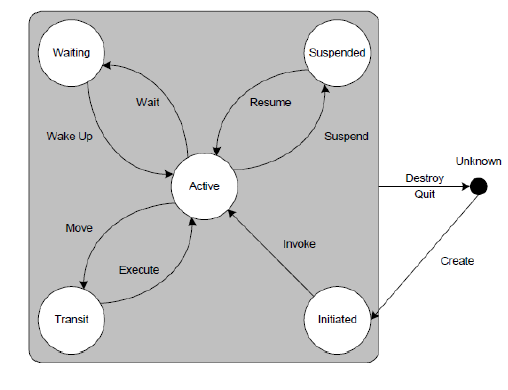 Waiting
Suspended
Wait
Resume
Wake Up
Suspend
Unknown
Active
Destroy
Quit
Move
Invoke
Create
Execute
Transit
Initiated